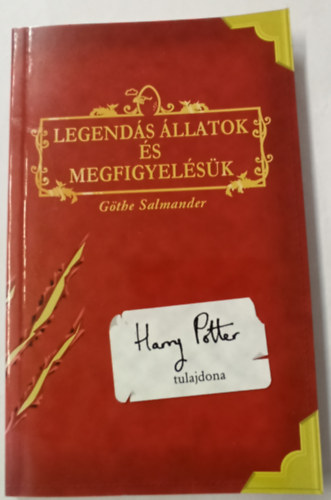 LEGENDÁS ÁLLATOK
ÉS
MEGFIGYELÉSÜK
Göthe Salmander
Harry Potter
tulajdona